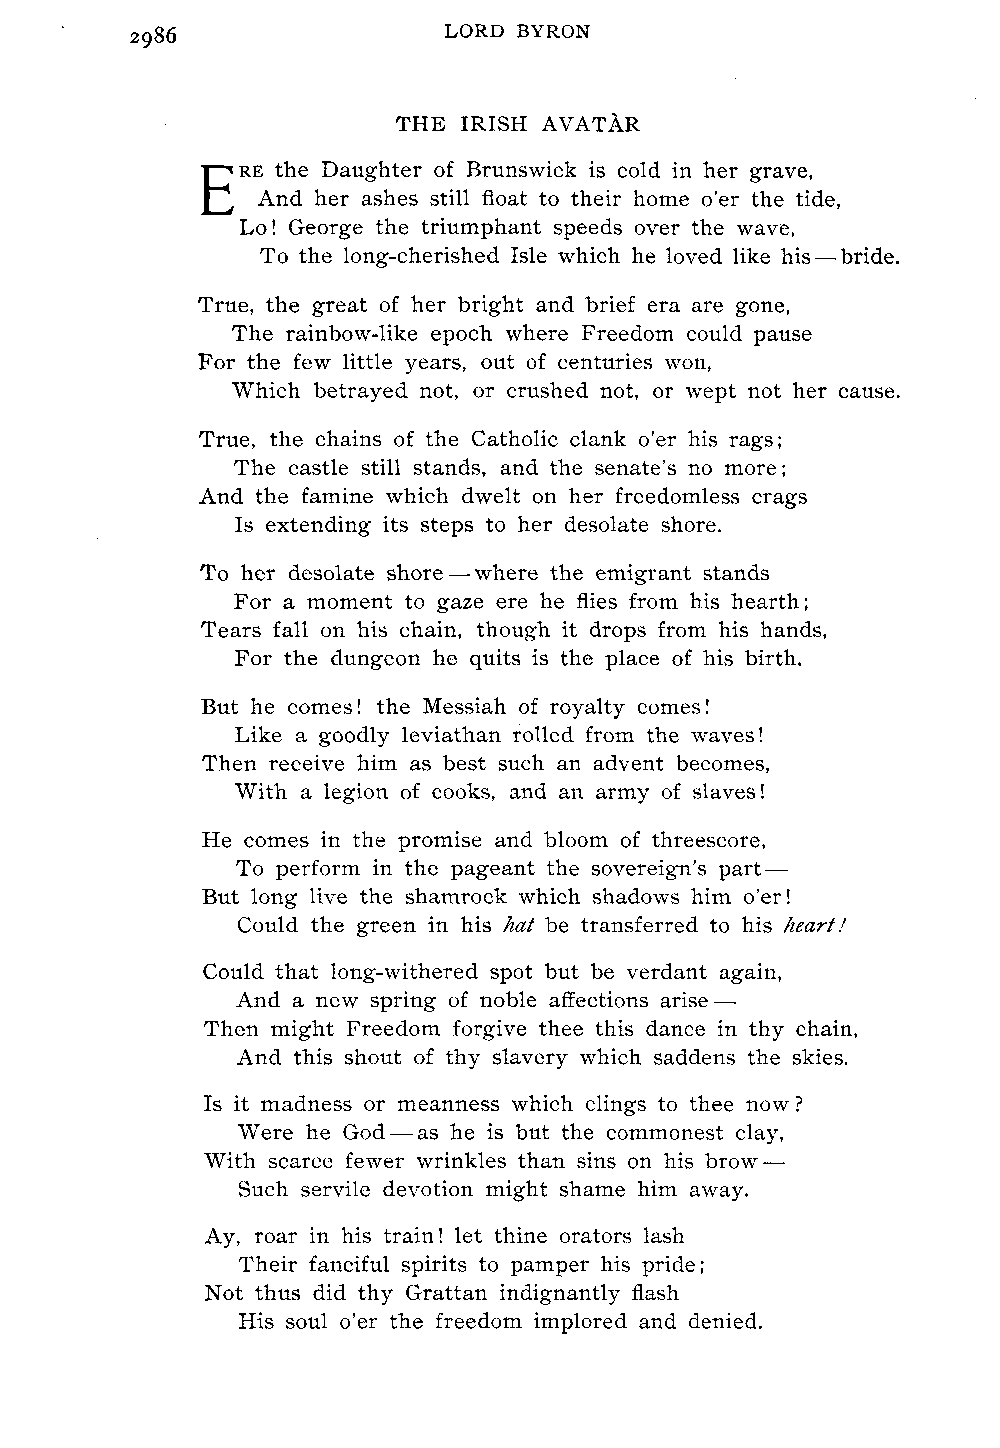 2986
LORD BYRON
THE IRISH AVATÀR
ERE the Daughter of Brunswick is cold in her grave,
And her ashes still float to their home o'er the tide,
Lo! George the triumphant speeds over the wave,
To the long-cherished Isle which he loved like his—bride.
True, the great of her bright and brief era are gone,
The rainbow-like epoch where Freedom could pause
For the few little years, out of centuries won,
Which betrayed not, or crushed not, or wept not her cause.
True, the chains of the Catholic clank o'er his rags;
The castle still stands, and the senate's no more;
And the famine which dwelt on her freedomless crags
Is extending its steps to her desolate shore.
To her desolate shore—where the emigrant stands
For a moment to gaze ere he flies from his hearth;
Tears fall on his chain, though it drops from his hands,
For the dungeon he quits is the place of his birth.
But he comes! the Messiah of royalty comes!
Like a goodly leviathan rolled from the waves!
Then receive him as best such an advent becomes,
With a legion of cooks, and an army of slaves!
He comes in the promise and bloom of threescore,
To perform in the pageant the sovereign's part—
But long live the shamrock which shadows him o'er!
Could the green in his hat be transferred to his heart!
Could that long-withered spot but be verdant again,
And a new spring of noble affections arise—
Then might Freedom forgive thee this dance in thy chain,
And this shout of thy slavery which saddens the skies.
Is it madness or meanness which clings to thee now?
Were he God—as he is but the commonest clay,
With scarce fewer wrinkles than sins on his brow—
Such servile devotion might shame him away.
Ay, roar in his train! let thine orators lash
Their fanciful spirits to pamper his pride;
Not thus did thy Grattan indignantly flash
His soul o'er the freedom implored and denied.